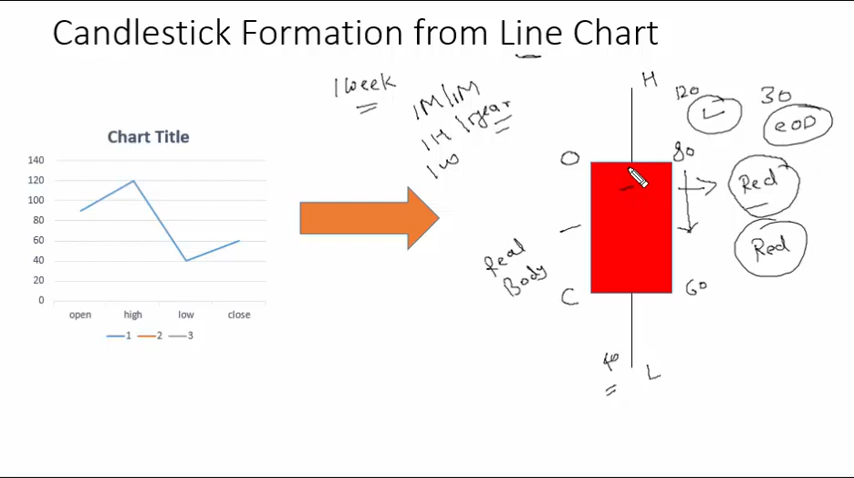 Candlestick Formation from Line Chart
1 week
1M/1M
1H/1year
1W
Chart Title
140
120
100
80
60
40
20
0
open high low close
1 2 3
H
120
30
EOD
O
80
Red
Red
Real
Body
C
60
40
L